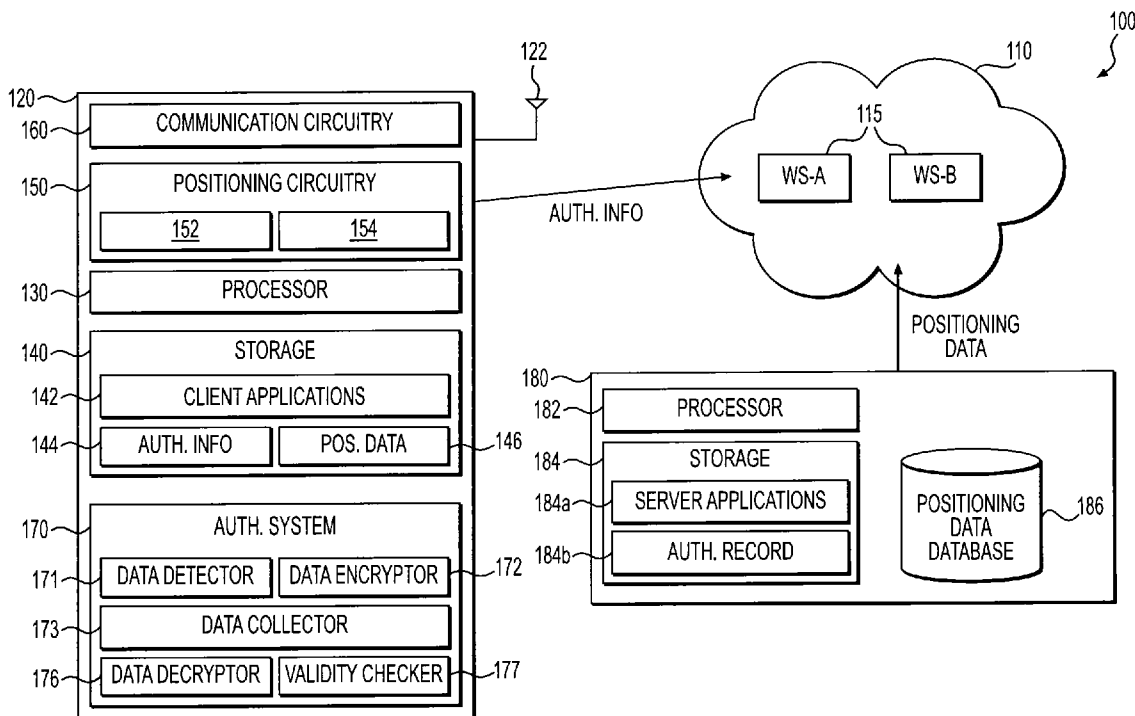 100
122
110
120
160
COMMUNICATION CIRCUITRY
115
150
POSITIONING CIRCUITRY
WS-A
WS-B
152
154
AUTH. INFO
130
PROCESSOR
140
STORAGE
POSITIONING
DATA
142
CLIENT APPLICATIONS
144
AUTH. INFO
POS. DATA
146
180
182
PROCESSOR
184
STORAGE
184a
SERVER APPLICATIONS
184b
AUTH. RECORD
POSITIONING
DATA
DATABASE
186
170
AUTH. SYSTEM
171
DATA DETECTOR
DATA ENCRYPTOR
172
173
DATA COLLECTOR
176
DATA DECRYPTOR
VALIDITY CHECKER
177